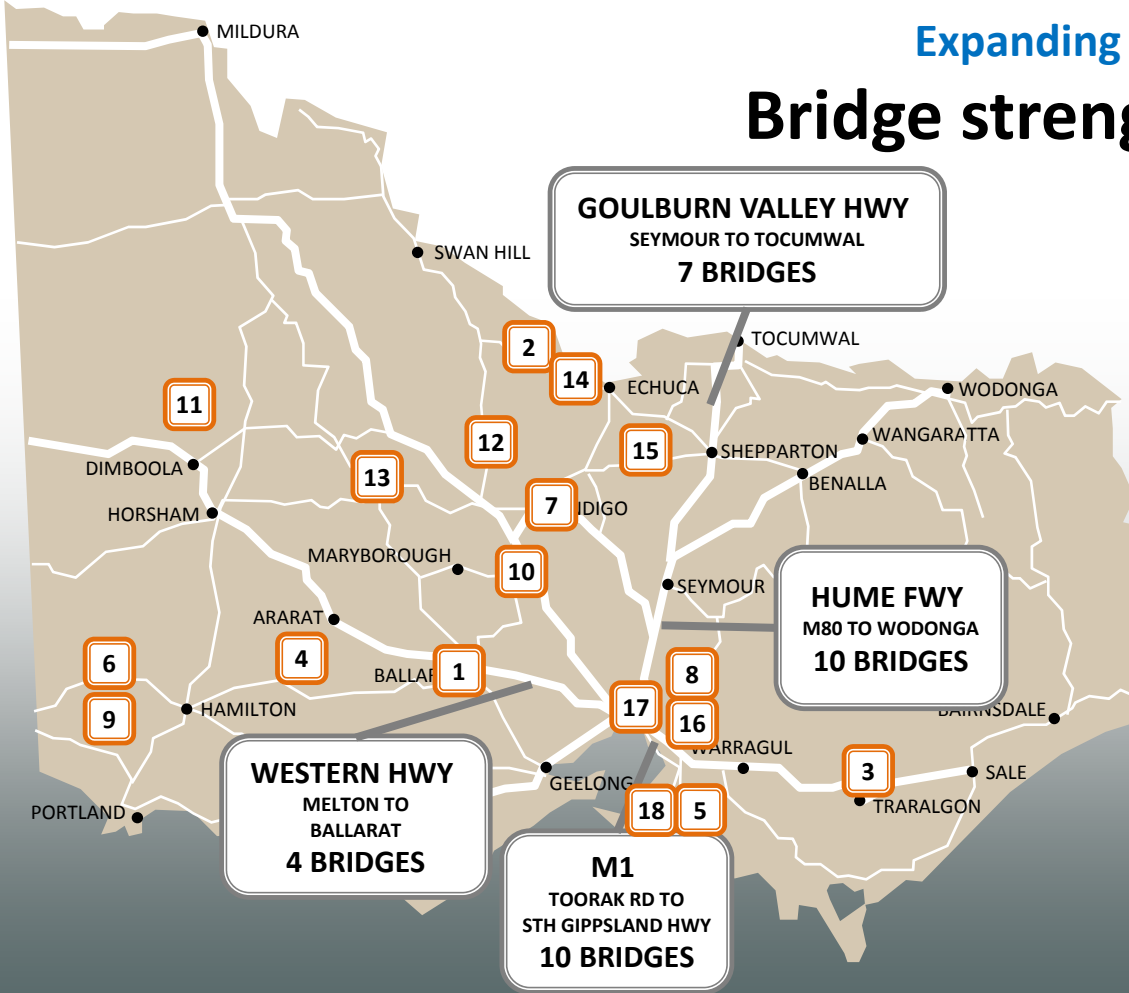 Expanding
Bridge streng
MILDURA
GOULBURN VALLEY HWY
SEYMOUR TO TOCUMWAL
7 BRIDGES
SWAN HILL
TOCUMWAL
2
14
ECHUCA
WODONGA
11
12
15
SHEPPARTON
WANGARATTA
DIMBOOLA
13
BENALLA
HORSHAM
7
NDIGO
MARYBOROUGH
10
SEYMOUR
HUME FWY
M80 TO WODONGA
10 BRIDGES
ARARAT
6
4
BALLAR
1
8
9
HAMILTON
17
16
BAIRNSDALE
WARRAGUL
WESTERN HWY
MELTON TO
BALLARAT
4 BRIDGES
GEELONG
3
SALE
TRARALGON
PORTLAND
18
5
M1
TOORAK RD TO
STH GIPPSLAND HWY
10 BRIDGES